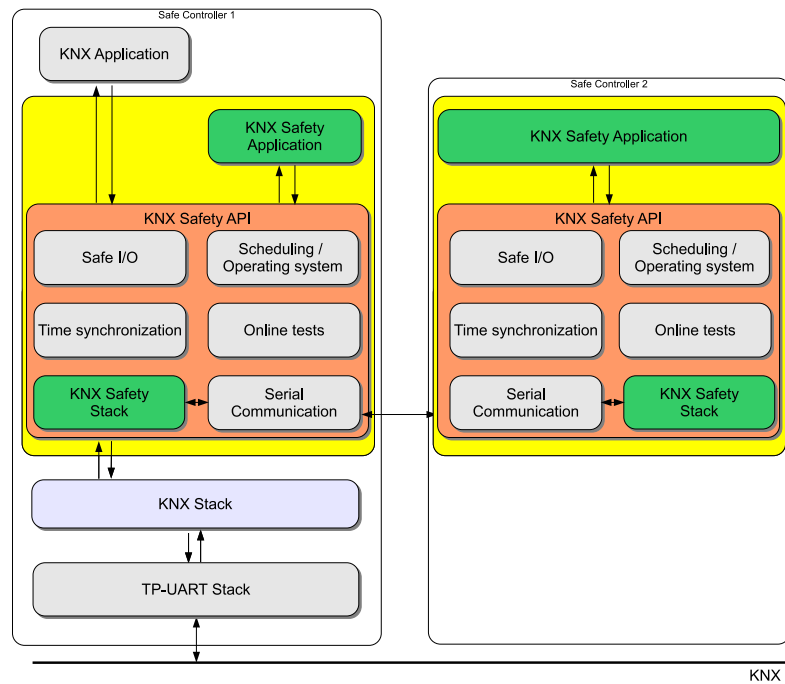 Safe Controller 1
KNX Application
KNX Safety
Application
KNX Safety API
Safe I/O
Scheduling /
Operating system
Time synchronization
Online tests
KNX Safety
Stack
Serial
Communication
KNX Stack
TP-UART Stack
Safe Controller 2
KNX Safety Application
KNX Safety API
Safe I/O
Scheduling /
Operating system
Time synchronization
Online tests
Serial
Communication
KNX Safety
Stack
KNX